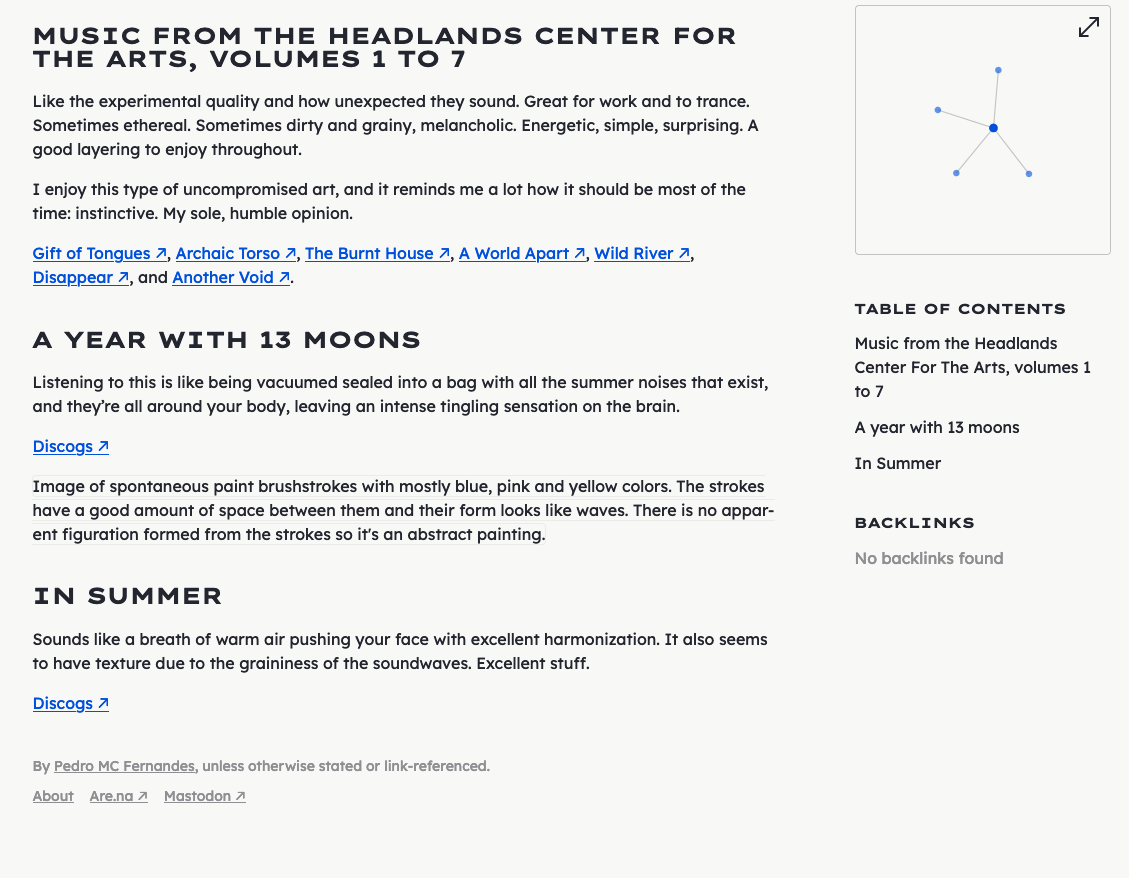 MUSIC FROM THE HEADLANDS CENTER FOR
THE ARTS, VOLUMES 1 TO 7
Like the experimental quality and how unexpected they sound. Great for work and to trance.
Sometimes ethereal. Sometimes dirty and grainy, melancholic. Energetic, simple, surprising. A
good layering to enjoy throughout.
I enjoy this type of uncompromised art, and it reminds me a lot how it should be most of the
time: instinctive. My sole, humble opinion.
Gift of Tongues ↗, Archaic Torso ↗, The Burnt House ↗, A World Apart ↗, Wild River ↗,
Disappear ↗, and Another Void ↗.
A YEAR WITH 13 MOONS
Listening to this is like being vacuumed sealed into a bag with all the summer noises that exist,
and they’re all around your body, leaving an intense tingling sensation on the brain.
Discogs ↗
Image of spontaneous paint brushstrokes with mostly blue, pink and yellow colors. The strokes
have a good amount of space between them and their form looks like waves. There is no appar-
ent figuration formed from the strokes so it's an abstract painting.
IN SUMMER
Sounds like a breath of warm air pushing your face with excellent harmonization. It also seems
to have texture due to the graininess of the soundwaves. Excellent stuff.
Discogs ↗
By Pedro MC Fernandes, unless otherwise stated or link-referenced.
About Are.na ↗ Mastodon ↗
TABLE OF CONTENTS
Music from the Headlands
Center For The Arts, volumes 1
to 7
A year with 13 moons
In Summer
BACKLINKS
No backlinks found